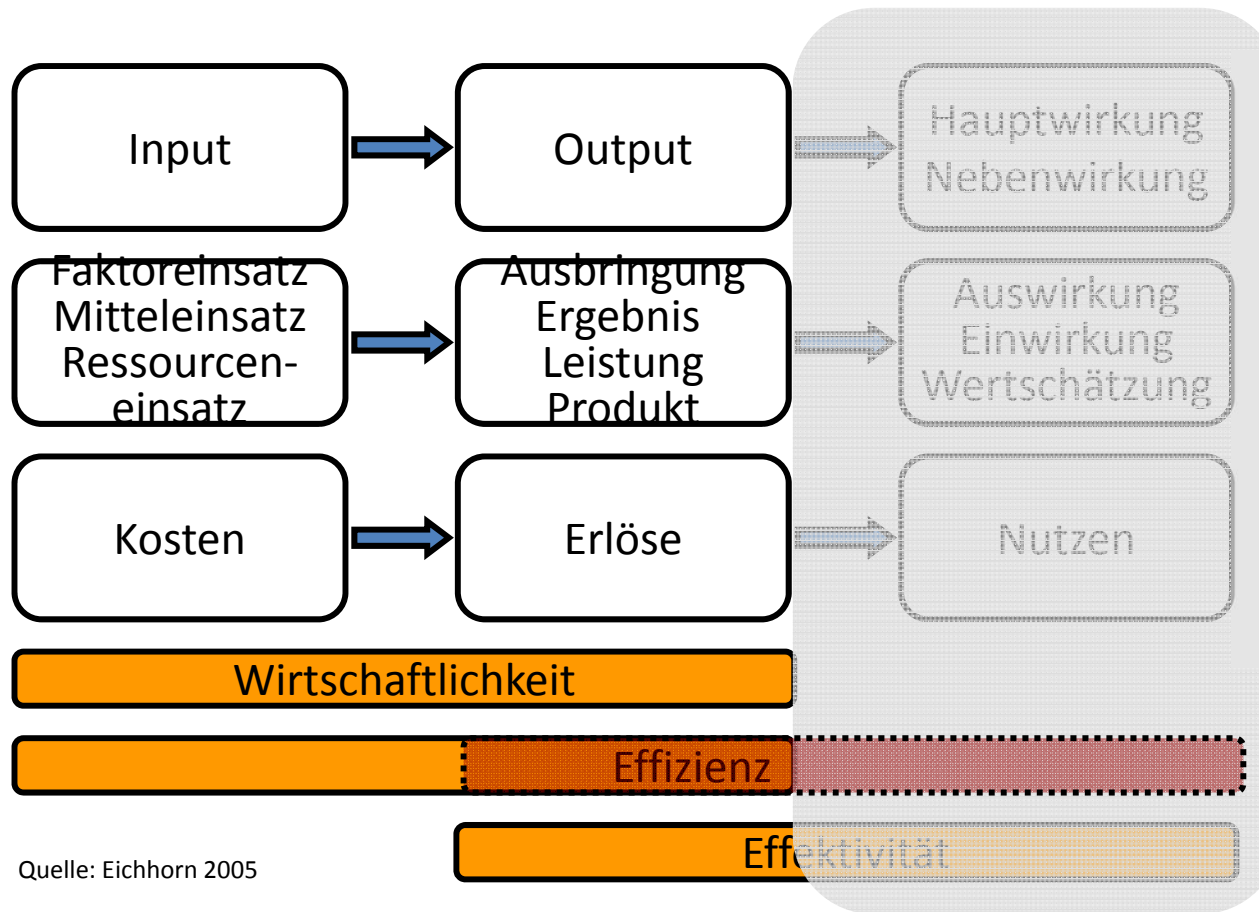 Input
Output
Hauptwirkung
Nebenwirkung
Faktoreinsatz
Mitteleinsatz
Ressourcen-
einsatz
Ausbringung
Ergebnis
Leistung
Produkt
Auswirkung
Einwirkung
Wertschätzung
Kosten
Erlöse
Nutzen
Wirtschaftlichkeit
Effizienz
Effektivität
Quelle: Eichhorn 2005